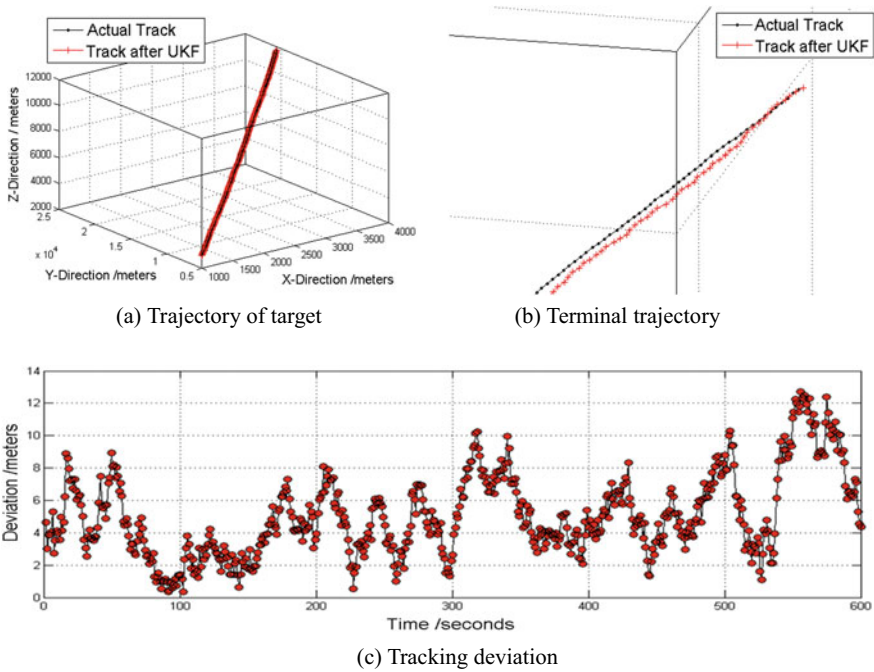 Actual Track
Track after UKF
12000
10000
8000
6000
4000
2000
Z-Direction / meters
2.5
2
1.5
1
0.5
x 10^4
Y-Direction /meters
1000
1500
2000
2500
3000
3500
4000
X-Direction /meters
(a) Trajectory of target
Actual Track
Track after UKF
(b) Terminal trajectory
14
12
10
8
6
4
2
0
Deviation /meters
0
100
200
300
400
500
600
Time /seconds
(c) Tracking deviation